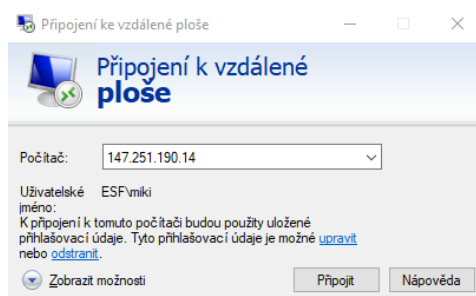 Připojení ke vzdálené ploše
Připojení k vzdálené
ploše
Počítač: 147.251.190.14
Uživatelské ESF\miki
jméno:
K připojení k tomuto počítači budou použity uložené
přihlašovací údaje. Tyto přihlašovací údaje je možné upravit
nebo odstranit.
Zobrazit možnosti Připojit Nápověda